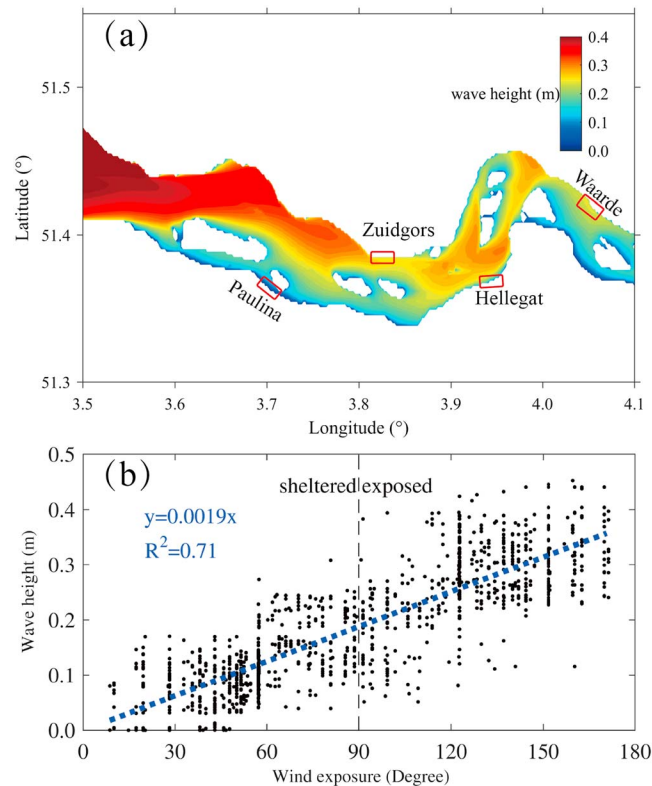 (a)
51.5
51.4
51.3
Latitude (°)
3.5 3.6 3.7 3.8 3.9 4.0 4.1
Longitude (°)
wave height (m)
0.4
0.3
0.2
0.1
0.0
Zuidgors
Waarde
Paulina
Hellegat
(b)
sheltered exposed
y=0.0019x
R²=0.71
0.5
0.4
0.3
0.2
0.1
0.0
Wave height (m)
0 30 60 90 120 150 180
Wind exposure (Degree)